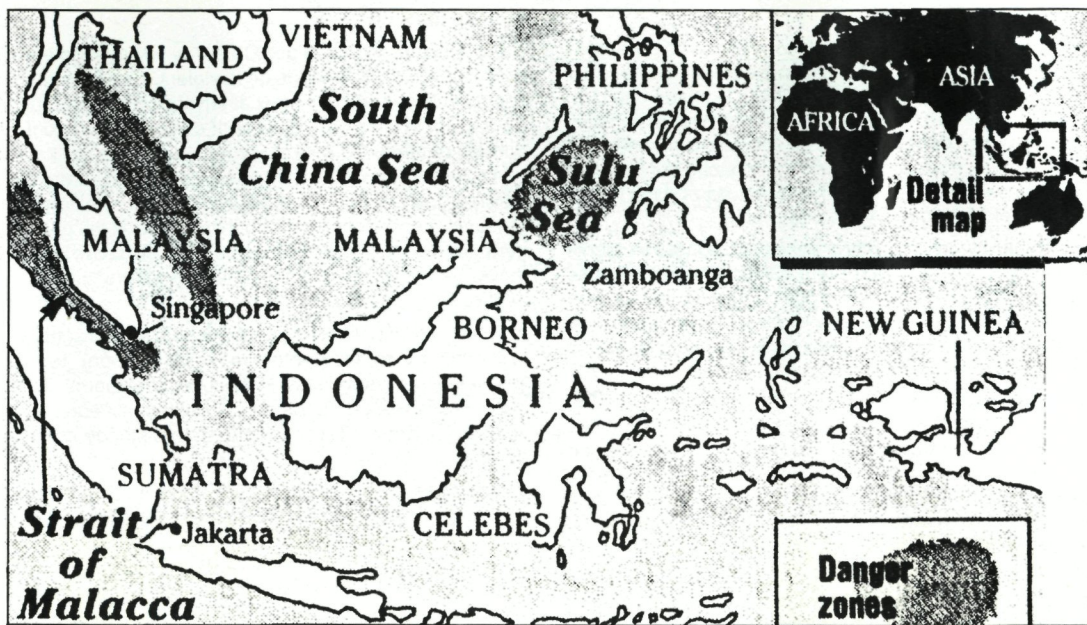 THAILAND
VIETNAM
South
China Sea
PHILIPPINES
Sulu
Sea
ASIA
AFRICA
Detail
map
MALAYSIA
MALAYSIA
Zamboanga
Singapore
BORNEO
NEW GUINEA
INDONESIA
SUMATRA
CELEBES
Strait
of
Malacca
Jakarta
Danger
zones